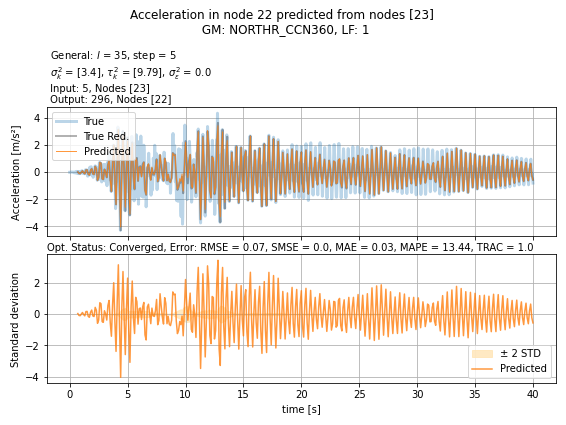 Acceleration in node 22 predicted from nodes [23]
GM: NORTHR_CCN360, LF: 1
General: l = 35, step = 5
σ²ₖ = [3.4], τ²ₖ = [9.79], σ²ε = 0.0
Input: 5, Nodes [23]
Output: 296, Nodes [22]
Acceleration [m/s²]
4
2
0
−2
−4
True
True Red.
Predicted
Opt. Status: Converged, Error: RMSE = 0.07, SMSE = 0.0, MAE = 0.03, MAPE = 13.44, TRAC = 1.0
Standard deviation
2
0
−2
−4
± 2 STD
Predicted
0 5 10 15 20 25 30 35 40
time [s]